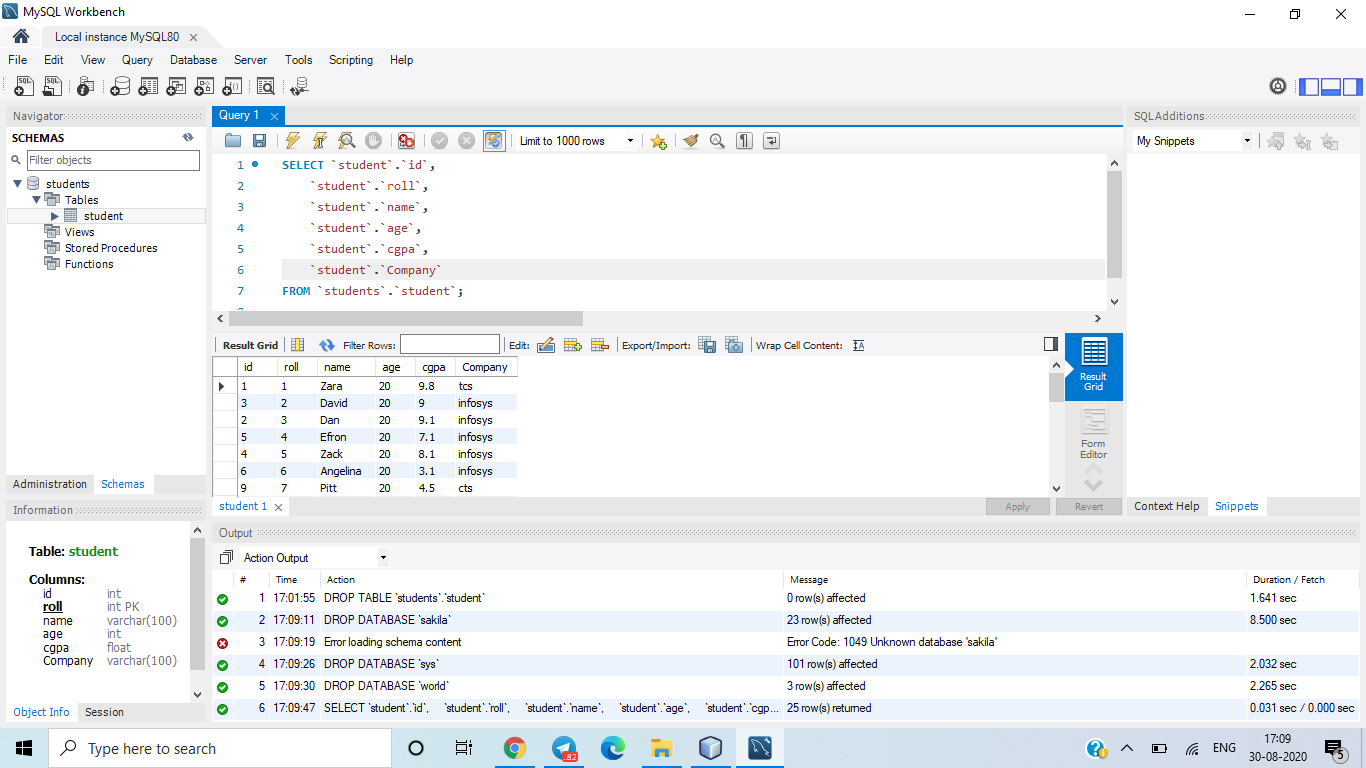 MySQL Workbench
Local instance MySQL80
File Edit View Query Database Server Tools Scripting Help
Navigator
SCHEMAS
Filter objects
students
Tables
student
Views
Stored Procedures
Functions
Administration Schemas
Information
Table: student
Columns:
id int
roll int PK
name varchar(100)
age int
cgpa float
Company varchar(100)
Object Info Session
Query 1
Limit to 1000 rows
1 SELECT `student`.`id`,
2 `student`.`roll`,
3 `student`.`name`,
4 `student`.`age`,
5 `student`.`cgpa`,
6 `student`.`Company`
7 FROM `students`.`student`;
Result Grid Filter Rows: Edit: Export/Import: Wrap Cell Content:
id roll name age cgpa Company
1 1 Zara 20 9.8 tcs
3 2 David 20 9 infosys
2 3 Dan 20 9.1 infosys
5 4 Efron 20 7.1 infosys
4 5 Zack 20 8.1 infosys
6 6 Angelina 20 3.1 infosys
9 7 Pitt 20 4.5 cts
Result
Grid
Form
Editor
student 1
Apply Revert
SQLAdditions
My Snippets
Context Help Snippets
Output
Action Output
# Time Action Message Duration / Fetch
1 17:01:55 DROP TABLE `students`.`student` 0 row(s) affected 1.641 sec
2 17:09:11 DROP DATABASE `sakila` 23 row(s) affected 8.500 sec
3 17:09:19 Error loading schema content Error Code: 1049 Unknown database 'sakila'
4 17:09:26 DROP DATABASE `sys` 101 row(s) affected 2.032 sec
5 17:09:30 DROP DATABASE `world` 3 row(s) affected 2.265 sec
6 17:09:47 SELECT `student`.`id`, `student`.`roll`, `student`.`name`, `student`.`age`, `student`.`cgp... 25 row(s) returned 0.031 sec / 0.000 sec
Type here to search
.82
ENG
17:09
30-08-2020
5